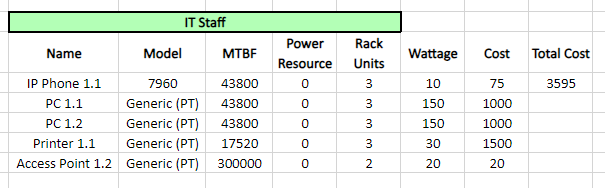 IT Staff
Name Model MTBF Power Resource Rack Units Wattage Cost Total Cost
IP Phone 1.1 7960 43800 0 3 10 75 3595
PC 1.1 Generic (PT) 43800 0 3 150 1000
PC 1.2 Generic (PT) 43800 0 3 150 1000
Printer 1.1 Generic (PT) 17520 0 3 30 1500
Access Point 1.2 Generic (PT) 300000 0 2 20 20